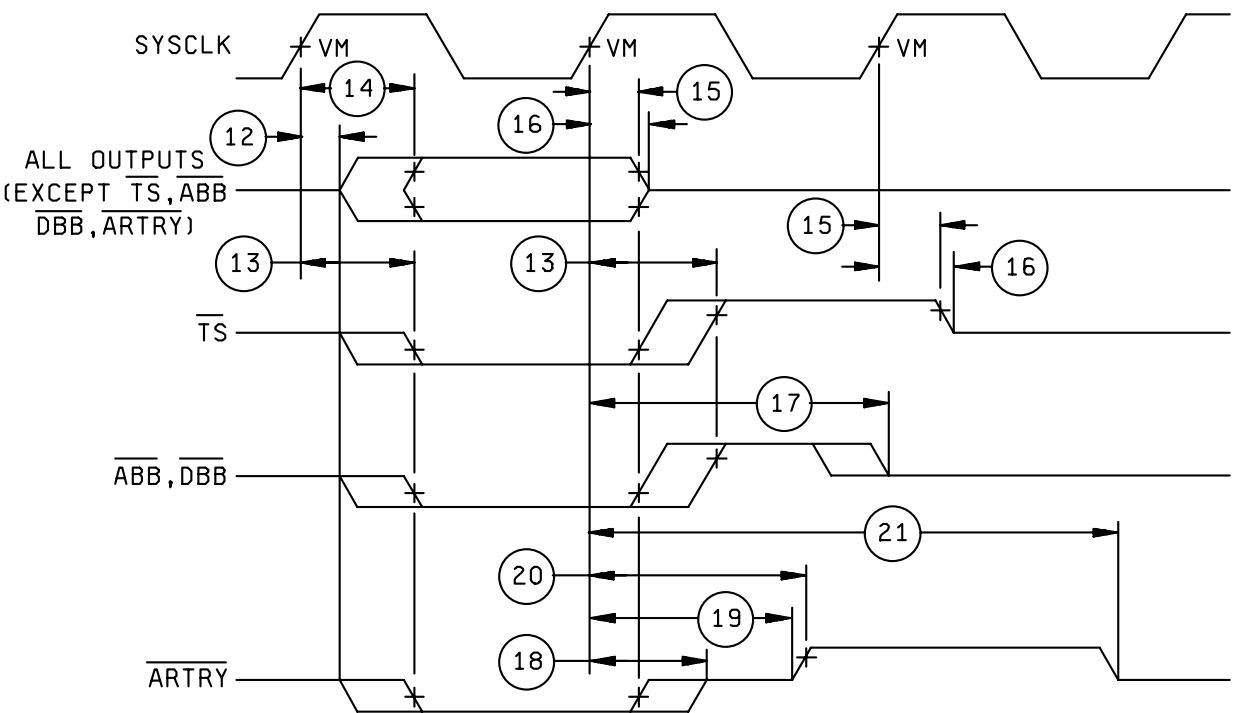 SYSCLK
VM
VM
VM
14
15
12
16
ALL OUTPUTS
(EXCEPT TS,ABB
DBB,ARTRY)
15
13
13
16
TS
17
ABB,DBB
21
20
19
18
ARTRY